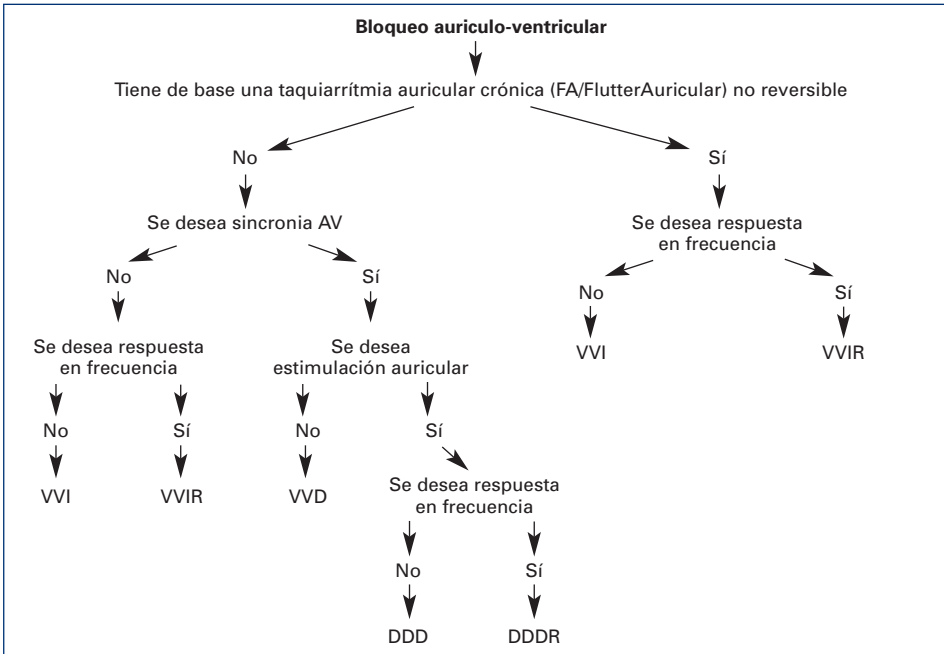 Bloqueo auriculo-ventricular
Tiene de base una taquiarrítmia auricular crónica (FA/FlutterAuricular) no reversible
No
Sí
Se desea sincronia AV
Se desea respuesta
en frecuencia
No
Sí
No
Sí
Se desea respuesta
en frecuencia
Se desea
estimulación auricular
VVI
VVIR
No
Sí
No
Sí
VVI
VVIR
VVD
Se desea respuesta
en frecuencia
No
Sí
DDD
DDDR